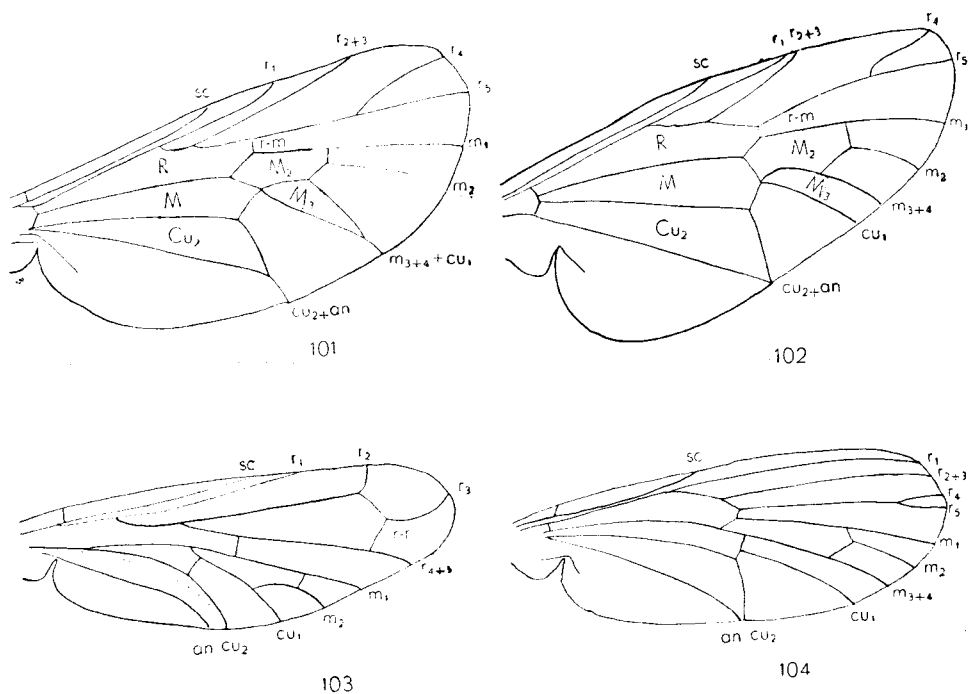 sc r₁ r₂₊₃ r₄ r₅ m₁ m₂ m₃₊₄ + cu₁ cu₂₊an
r-m
R M₂
M M₃
Cu₂
101
sc r₁ r₂₊₃ r₄ r₅ m₁ m₂ m₃₊₄ cu₁ cu₂₊an
r-m
R M₂
M M₃
Cu₂
102
sc r₁ r₂ r₃ r₄₊₅ m₁ m₂ cu₁ an cu₂
r-r
103
sc r₁ r₂₊₃ r₄ r₅ m₁ m₂ m₃₊₄ cu₁ an cu₂
104